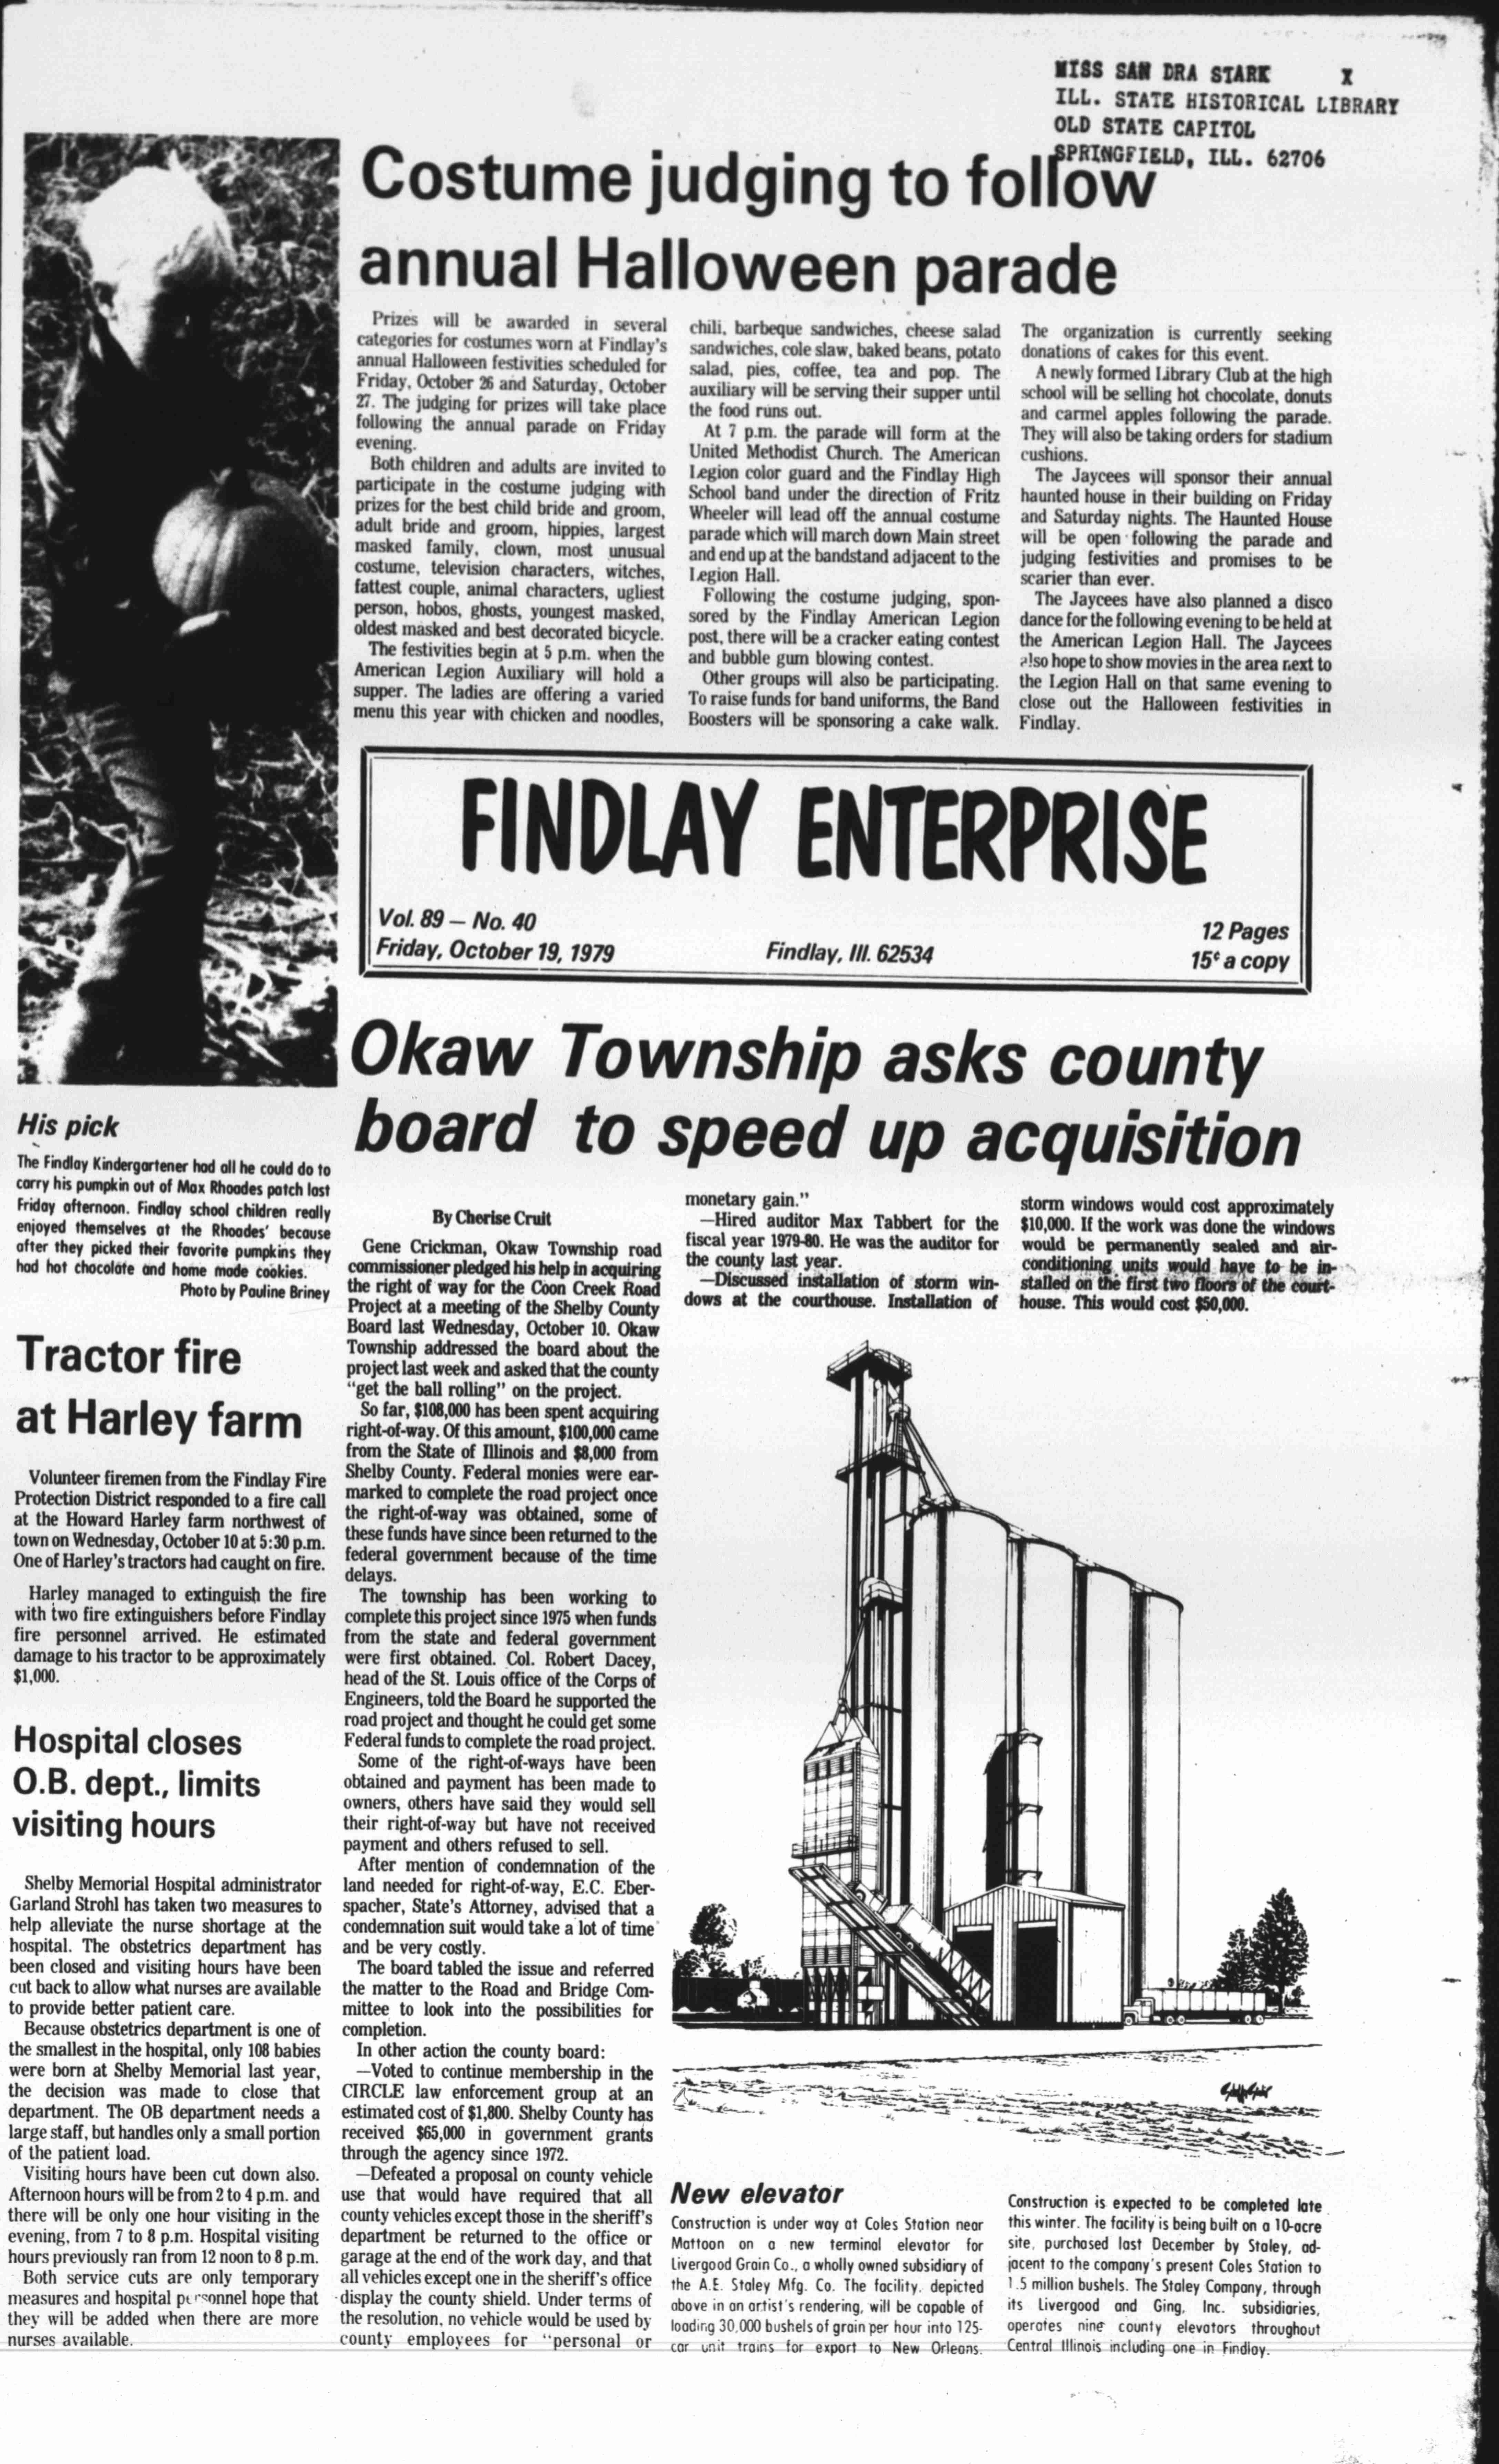 MISS SAN DRA STARK X
ILL. STATE HISTORICAL LIBRARY
OLD STATE CAPITOL
SPRINGFIELD, ILL. 62706
Costume judging to follow
annual Halloween parade
Prizes will be awarded in several
categories for costumes worn at Findlay's
annual Halloween festivities scheduled for
Friday, October 26 and Saturday, October
27. The judging for prizes will take place
following the annual parade on Friday
evening.
Both children and adults are invited to
participate in the costume judging with
prizes for the best child bride and groom,
adult bride and groom, hippies, largest
masked family, clown, most unusual
costume, television characters, witches,
fattest couple, animal characters, ugliest
person, hobos, ghosts, youngest masked,
oldest masked and best decorated bicycle.
The festivities begin at 5 p.m. when the
American Legion Auxiliary will hold a
supper. The ladies are offering a varied
menu this year with chicken and noodles,
chili, barbeque sandwiches, cheese salad
sandwiches, cole slaw, baked beans, potato
salad, pies, coffee, tea and pop. The
auxiliary will be serving their supper until
the food runs out.
At 7 p.m. the parade will form at the
United Methodist Church. The American
Legion color guard and the Findlay High
School band under the direction of Fritz
Wheeler will lead off the annual costume
parade which will march down Main street
and end up at the bandstand adjacent to the
Legion Hall.
Following the costume judging, spon-
sored by the Findlay American Legion
post, there will be a cracker eating contest
and bubble gum blowing contest.
Other groups will also be participating.
To raise funds for band uniforms, the Band
Boosters will be sponsoring a cake walk.
The organization is currently seeking
donations of cakes for this event.
A newly formed Library Club at the high
school will be selling hot chocolate, donuts
and carmel apples following the parade.
They will also be taking orders for stadium
cushions.
The Jaycees will sponsor their annual
haunted house in their building on Friday
and Saturday nights. The Haunted House
will be open following the parade and
judging festivities and promises to be
scarier than ever.
The Jaycees have also planned a disco
dance for the following evening to be held at
the American Legion Hall. The Jaycees
also hope to show movies in the area next to
the Legion Hall on that same evening to
close out the Halloween festivities in
Findlay.
FINDLAY ENTERPRISE
Vol. 89 — No. 40
Friday, October 19, 1979
Findlay, Ill. 62534
12 Pages
15¢ a copy
His pick
The Findlay Kindergartener had all he could do to
carry his pumpkin out of Max Rhoades patch last
Friday afternoon. Findlay school children really
enjoyed themselves at the Rhoades' because
after they picked their favorite pumpkins they
had hot chocolate and home made cookies.
Photo by Pauline Briney
Tractor fire
at Harley farm
Volunteer firemen from the Findlay Fire
Protection District responded to a fire call
at the Howard Harley farm northwest of
town on Wednesday, October 10 at 5:30 p.m.
One of Harley's tractors had caught on fire.
Harley managed to extinguish the fire
with two fire extinguishers before Findlay
fire personnel arrived. He estimated
damage to his tractor to be approximately
$1,000.
Hospital closes
O.B. dept., limits
visiting hours
Shelby Memorial Hospital administrator
Garland Strohl has taken two measures to
help alleviate the nurse shortage at the
hospital. The obstetrics department has
been closed and visiting hours have been
cut back to allow what nurses are available
to provide better patient care.
Because obstetrics department is one of
the smallest in the hospital, only 108 babies
were born at Shelby Memorial last year,
the decision was made to close that
department. The OB department needs a
large staff, but handles only a small portion
of the patient load.
Visiting hours have been cut down also.
Afternoon hours will be from 2 to 4 p.m. and
there will be only one hour visiting in the
evening, from 7 to 8 p.m. Hospital visiting
hours previously ran from 12 noon to 8 p.m.
Both service cuts are only temporary
measures and hospital personnel hope that
they will be added when there are more
nurses available.
Okaw Township asks county
board to speed up acquisition
By Cherise Cruit
Gene Crickman, Okaw Township road
commissioner pledged his help in acquiring
the right of way for the Coon Creek Road
Project at a meeting of the Shelby County
Board last Wednesday, October 10. Okaw
Township addressed the board about the
project last week and asked that the county
"get the ball rolling" on the project.
So far, $108,000 has been spent acquiring
right-of-way. Of this amount, $100,000 came
from the State of Illinois and $8,000 from
Shelby County. Federal monies were ear-
marked to complete the road project once
the right-of-way was obtained, some of
these funds have since been returned to the
federal government because of the time
delays.
The township has been working to
complete this project since 1975 when funds
from the state and federal government
were first obtained. Col. Robert Dacey,
head of the St. Louis office of the Corps of
Engineers, told the Board he supported the
road project and thought he could get some
Federal funds to complete the road project.
Some of the right-of-ways have been
obtained and payment has been made to
owners, others have said they would sell
their right-of-way but have not received
payment and others refused to sell.
After mention of condemnation of the
land needed for right-of-way, E.C. Eber-
spacher, State's Attorney, advised that a
condemnation suit would take a lot of time
and be very costly.
The board tabled the issue and referred
the matter to the Road and Bridge Com-
mittee to look into the possibilities for
completion.
In other action the county board:
—Voted to continue membership in the
CIRCLE law enforcement group at an
estimated cost of $1,800. Shelby County has
received $65,000 in government grants
through the agency since 1972.
—Defeated a proposal on county vehicle
use that would have required that all
county vehicles except those in the sheriff's
department be returned to the office or
garage at the end of the work day, and that
all vehicles except one in the sheriff's office
display the county shield. Under terms of
the resolution, no vehicle would be used by
county employees for "personal or
monetary gain."
—Hired auditor Max Tabbert for the
fiscal year 1979-80. He was the auditor for
the county last year.
—Discussed installation of storm win-
dows at the courthouse. Installation of
storm windows would cost approximately
$10,000. If the work was done the windows
would be permanently sealed and air-
conditioning units would have to be in-
stalled on the first two floors of the court-
house. This would cost $50,000.
New elevator
Construction is under way at Coles Station near
Mattoon on a new terminal elevator for
Livergood Grain Co., a wholly owned subsidiary of
the A.E. Staley Mfg. Co. The facility, depicted
above in an artist's rendering, will be capable of
loading 30,000 bushels of grain per hour into 125-
car unit trains for export to New Orleans.
Construction is expected to be completed late
this winter. The facility is being built on a 10-acre
site, purchased last December by Staley, ad-
jacent to the company's present Coles Station to
1.5 million bushels. The Staley Company, through
its Livergood and Ging, Inc. subsidiaries,
operates nine county elevators throughout
Central Illinois including one in Findlay.